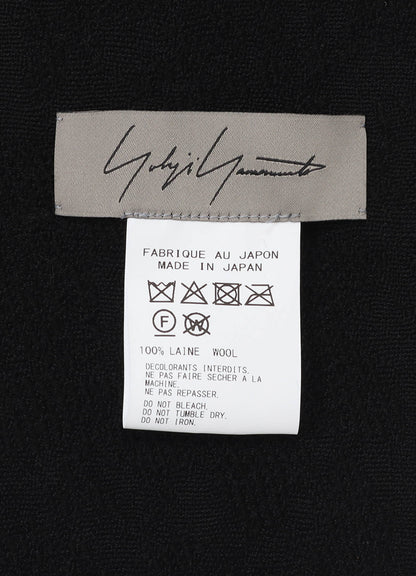 Yohji Yamamoto
FABRIQUE AU JAPON
MADE IN JAPAN
F W
100% LAINE WOOL
DECOLORANTS INTERDITS.
NE PAS FAIRE SECHER A LA
MACHINE.
NE PAS REPASSER.
DO NOT BLEACH.
DO NOT TUMBLE DRY.
DO NOT IRON.